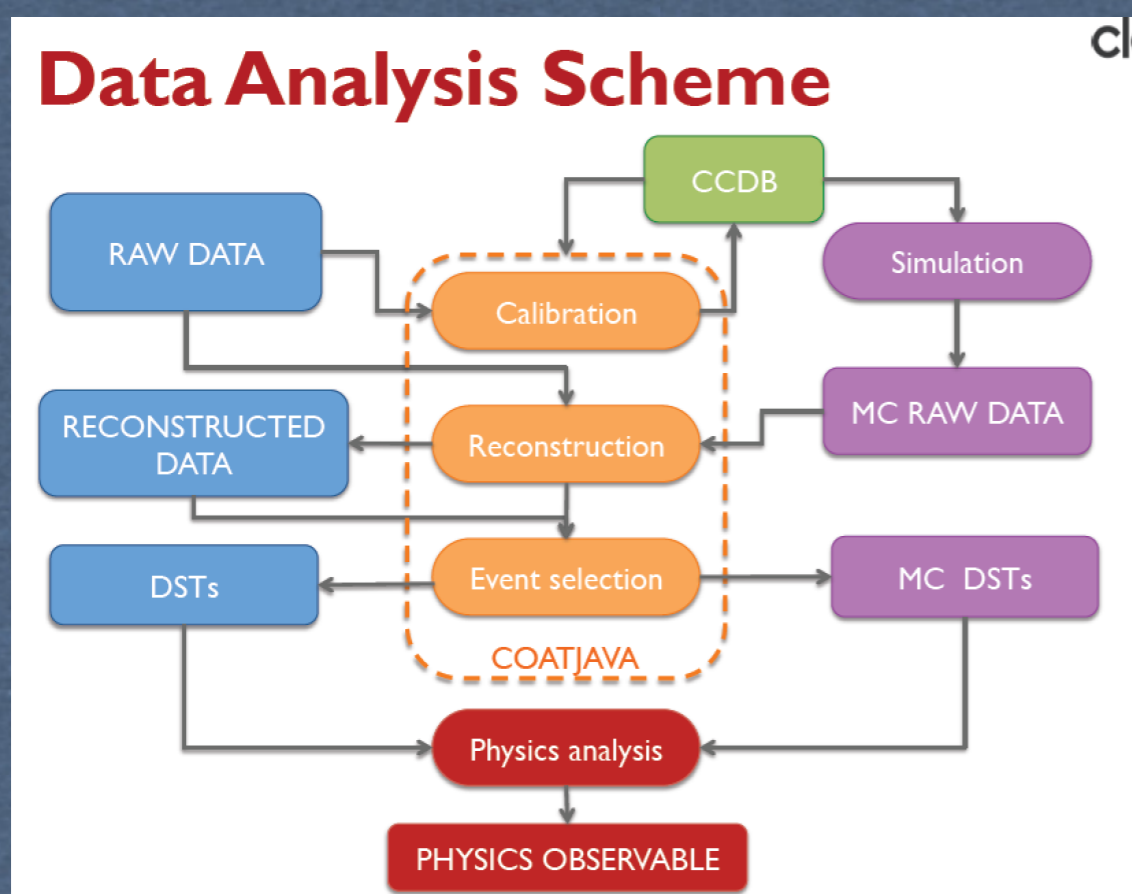 Data Analysis Scheme
CCDB
RAW DATA
Simulation
Calibration
RECONSTRUCTED
DATA
Reconstruction
MC RAW DATA
DSTs
Event selection
MC DSTs
COATJAVA
Physics analysis
PHYSICS OBSERVABLE